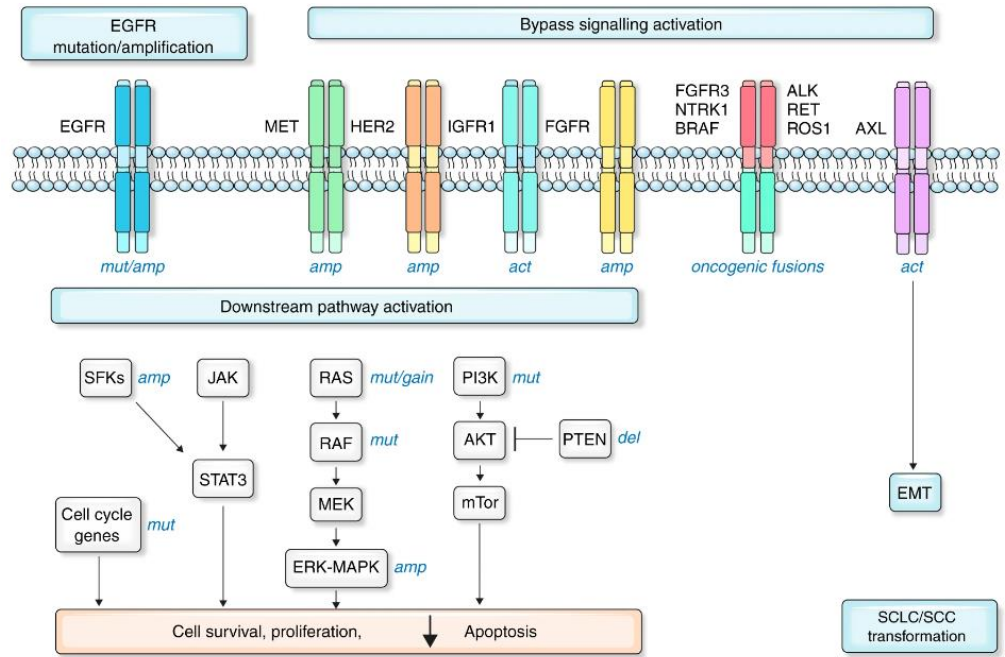 EGFR
mutation/amplification
Bypass signalling activation
EGFR
MET
HER2
IGFR1
FGFR
FGFR3
NTRK1
BRAF
ALK
RET
ROS1
AXL
mut/amp
amp
amp
act
amp
oncogenic fusions
act
Downstream pathway activation
SFKs
amp
JAK
RAS
mut/gain
PI3K
mut
RAF
mut
AKT
PTEN
del
STAT3
MEK
mTor
EMT
Cell cycle
genes
mut
ERK-MAPK
amp
Cell survival, proliferation, Apoptosis
SCLC/SCC
transformation